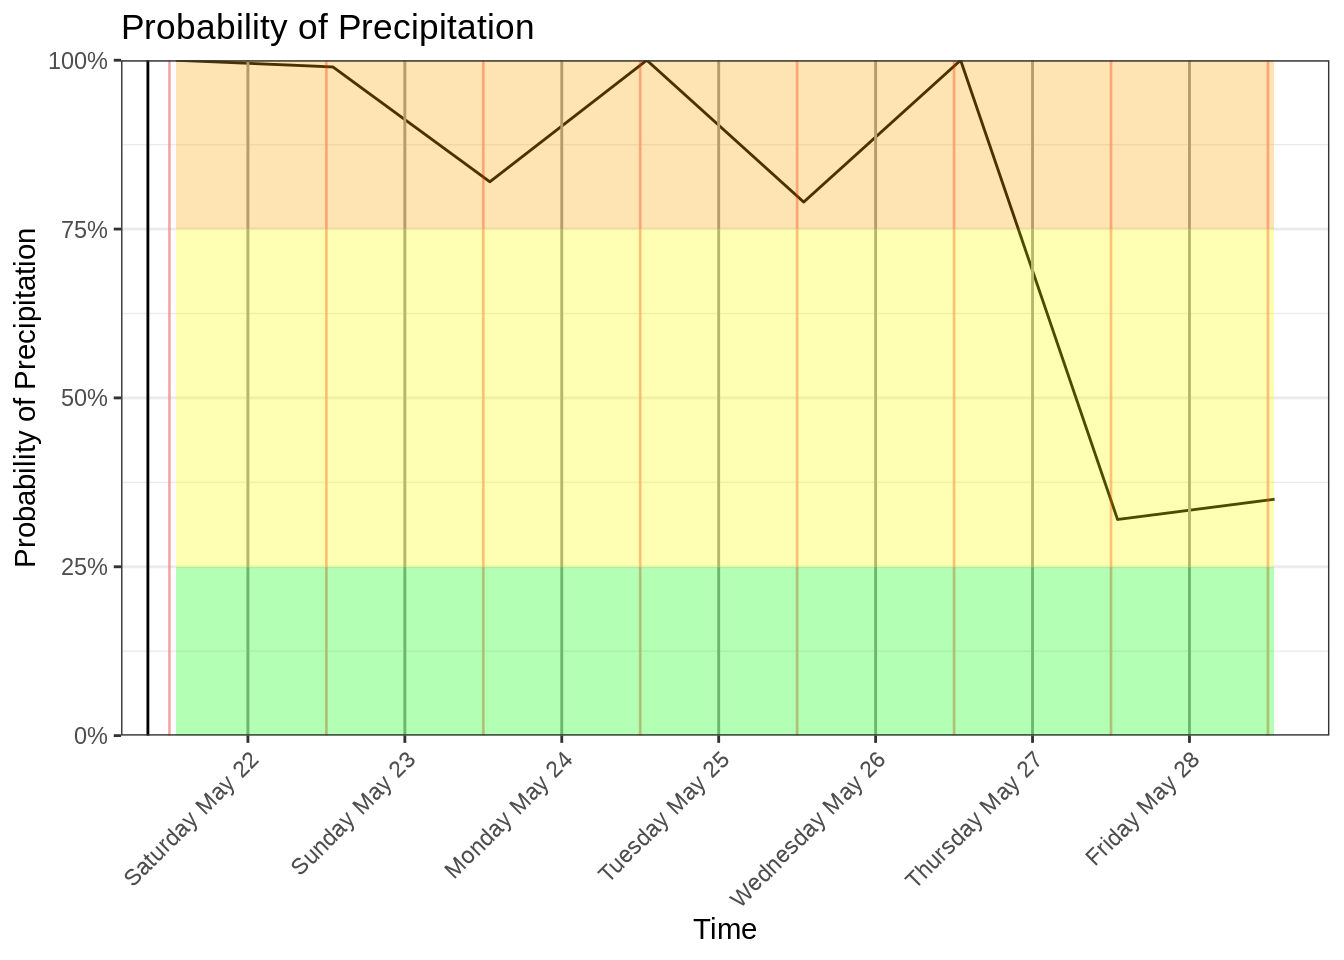 Probability of Precipitation
Probability of Precipitation
100%
75%
50%
25%
0%
Saturday May 22
Sunday May 23
Monday May 24
Tuesday May 25
Wednesday May 26
Thursday May 27
Friday May 28
Time